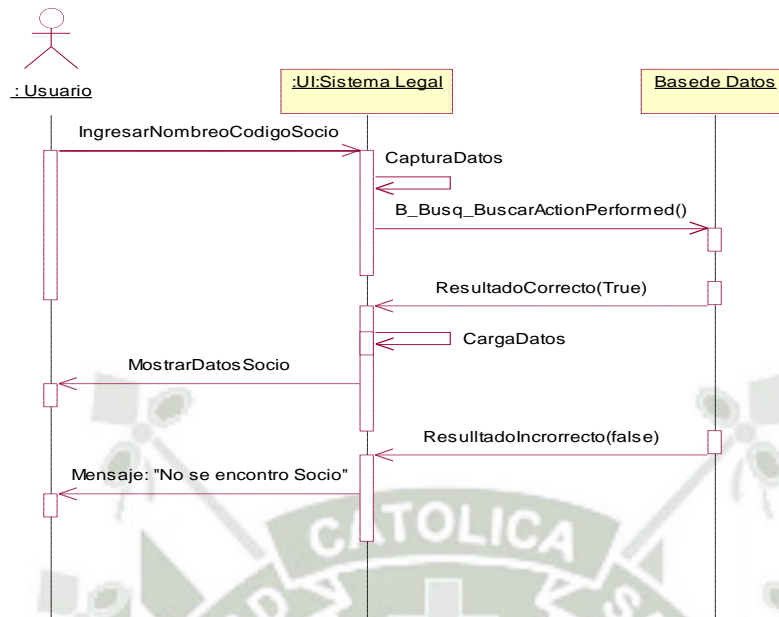 : Usuario
:UI:Sistema Legal
Basede Datos
IngresarNombreoCodigoSocio
CapturaDatos
B_Busq_BuscarActionPerformed()
ResultadoCorrecto(True)
CargaDatos
MostrarDatosSocio
ResulltadoIncrorrecto(false)
Mensaje: "No se encontro Socio"
CATOLICA